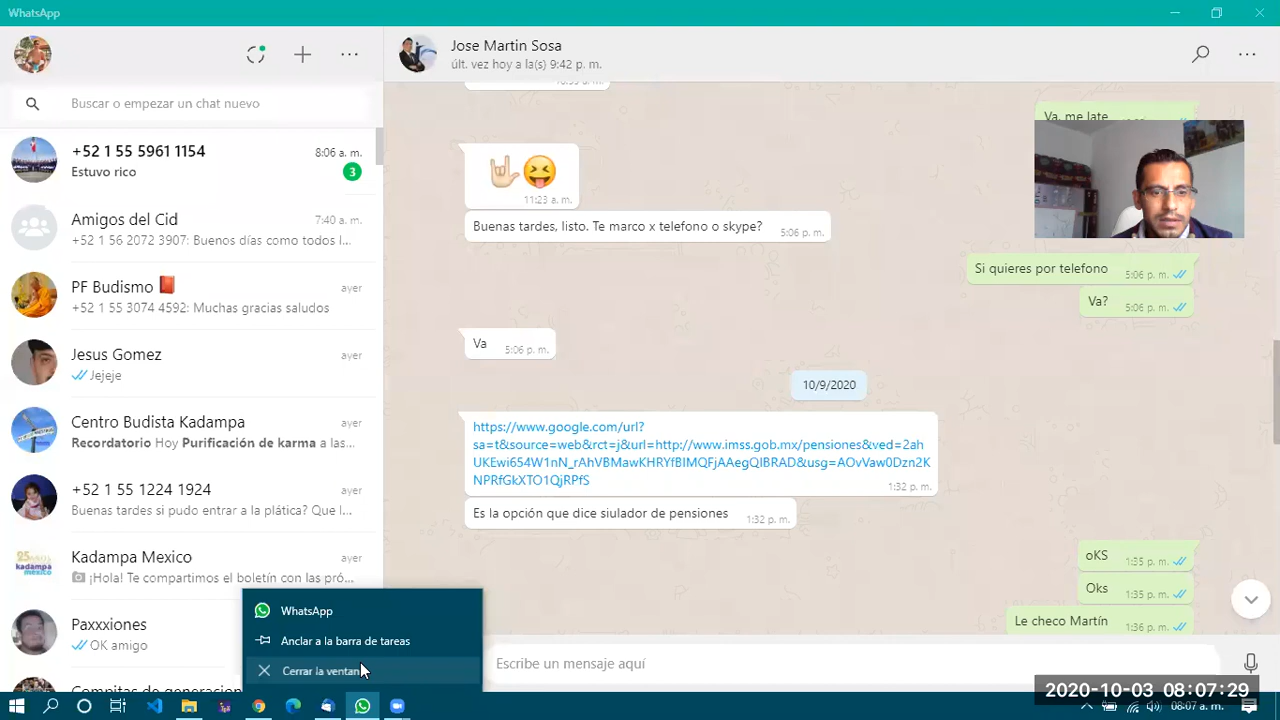 WhatsApp
Jose Martin Sosa
últ. vez hoy a la(s) 9:42 p. m.
Buscar o empezar un chat nuevo
+52 1 55 5961 1154
8:06 a. m.
Estuvo rico
3
Amigos del Cid
7:40 a. m.
+52 1 56 2072 3907: Buenos días como todos l...
PF Budismo
ayer
+52 1 55 3074 4592: Muchas gracias saludos
Jesus Gomez
ayer
Jejeje
Centro Budista Kadampa
ayer
Recordatorio Hoy Purificación de karma a las...
+52 1 55 1224 1924
ayer
Buenas tardes si pudo entrar a la plática? Que l...
Kadampa Mexico
ayer
¡Hola! Te compartimos el boletín con las pró...
Paxxxiones
OK amigo
WhatsApp
Anclar a la barra de tareas
Cerrar la ventan
Va, me late
11:23 a. m.
Buenas tardes, listo. Te marco x telefono o skype?
5:06 p. m.
Si quieres por telefono
5:06 p. m.
Va?
5:06 p. m.
Va
5:06 p. m.
10/9/2020
https://www.google.com/url?
sa=t&source=web&rct=j&url=http://www.imss.gob.mx/pensiones&ved=2ah
UKEwi654W1nN_rAhVBMawKHRYfBIMQFjAAegQIBRAD&usg=AOvVaw0Dzn2K
NPRfGkXTO1QjRPfS
1:32 p. m.
Es la opción que dice siulador de pensiones
1:32 p. m.
oKS
1:35 p. m.
Oks
1:35 p. m.
Le checo Martín
1:36 p. m.
Escribe un mensaje aquí
2020-10-03 08:07:29
08:07 a. m.